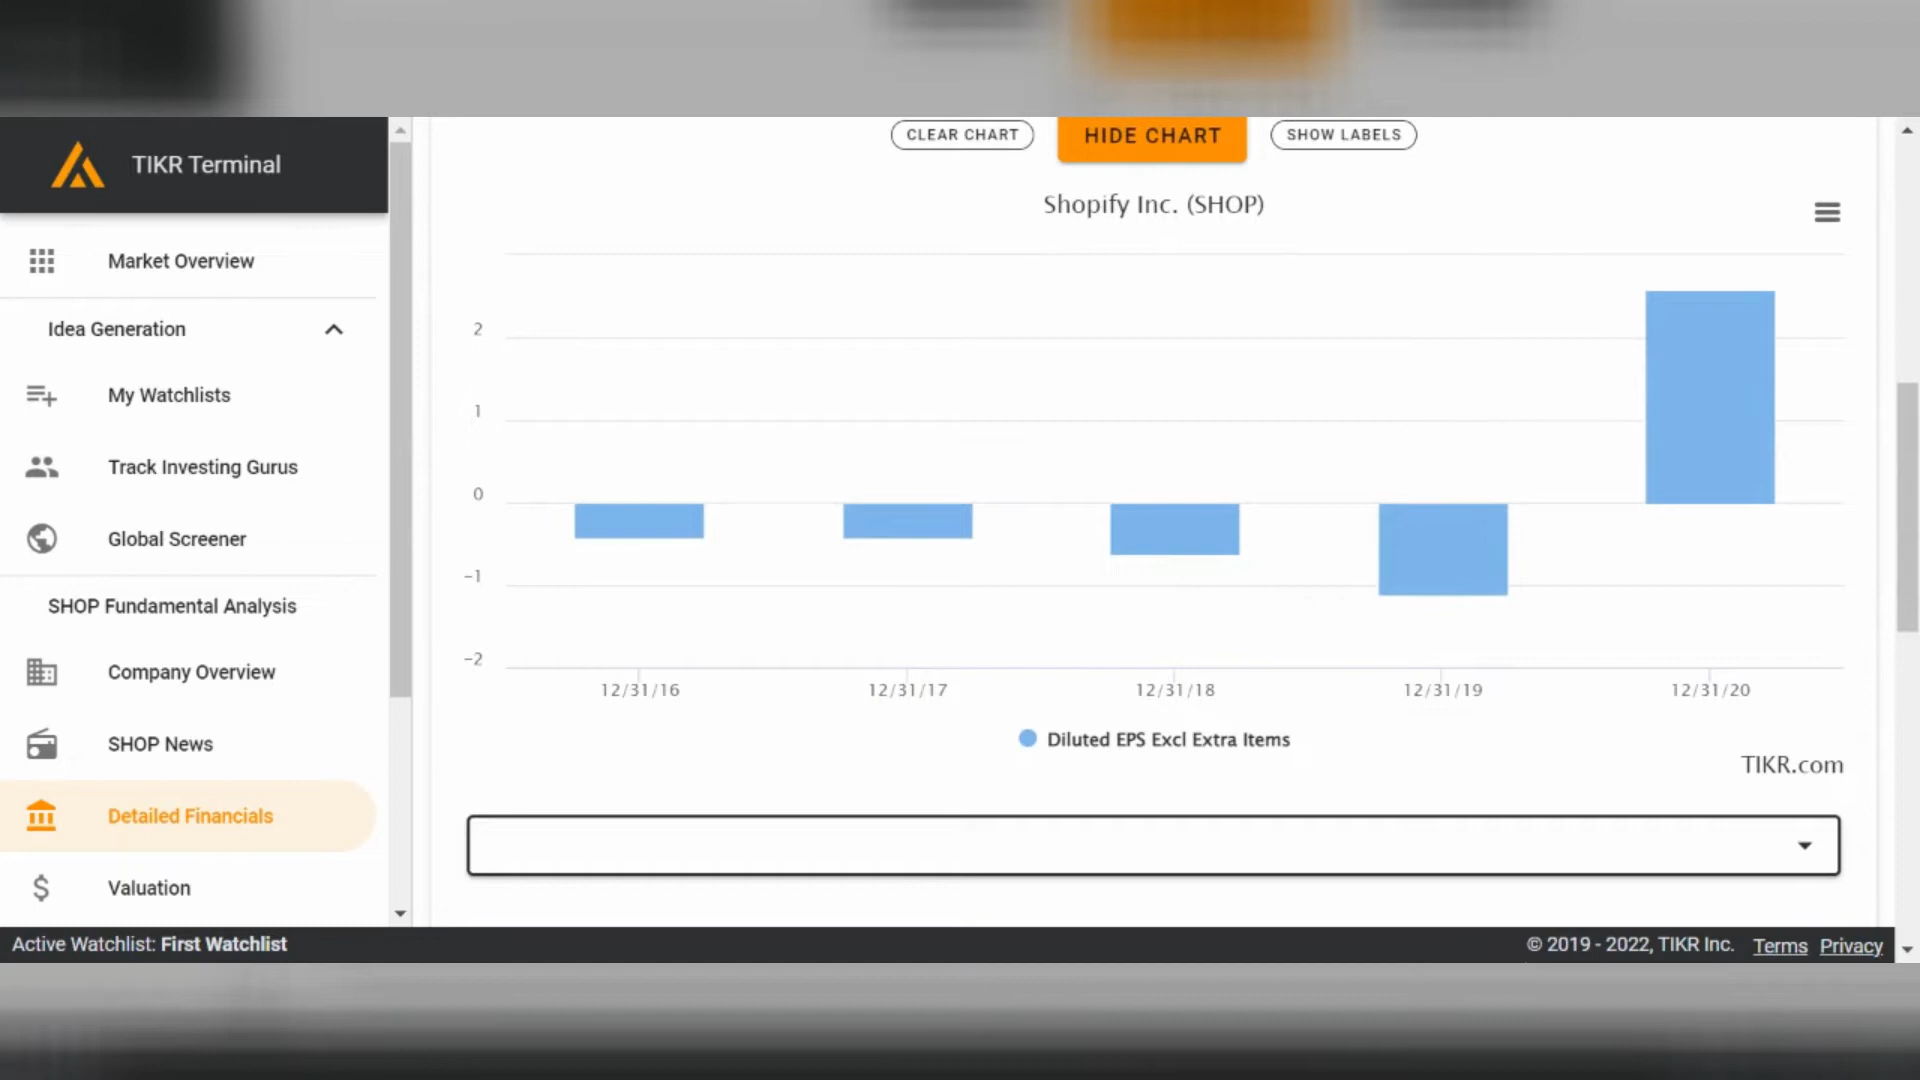 TIKR Terminal
Market Overview
Idea Generation
My Watchlists
Track Investing Gurus
Global Screener
SHOP Fundamental Analysis
Company Overview
SHOP News
Detailed Financials
Valuation
CLEAR CHART
HIDE CHART
SHOW LABELS
Shopify Inc. (SHOP)
2
1
0
-1
-2
12/31/16 12/31/17 12/31/18 12/31/19 12/31/20
Diluted EPS Excl Extra Items
TIKR.com
Active Watchlist: First Watchlist
© 2019 - 2022, TIKR Inc. Terms Privacy